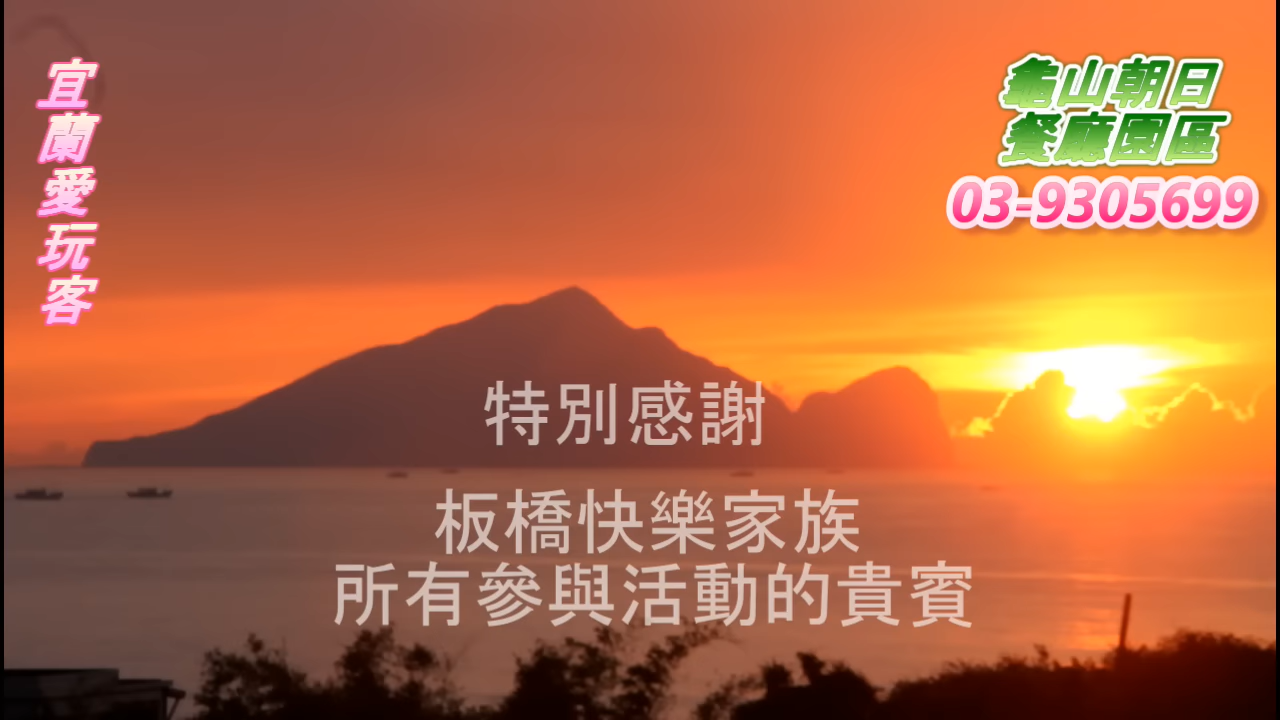 宜蘭愛玩客
龜山朝日
餐廳園區
03-9305699
特別感謝
板橋快樂家族
所有參與活動的貴賓